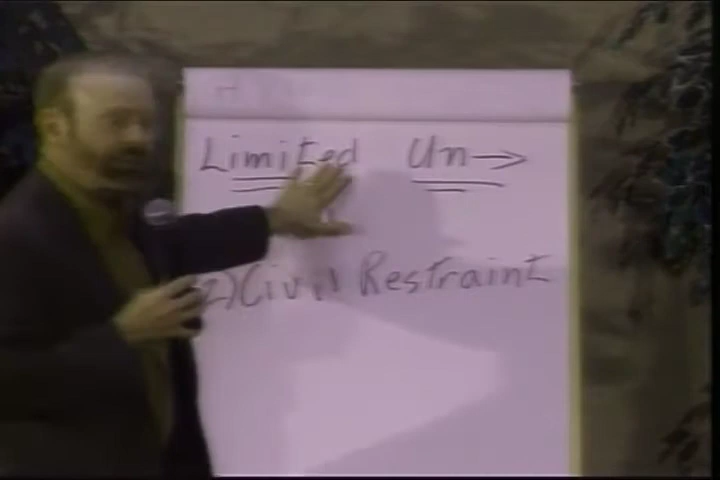 Limited Un→
2) Civil Restraint